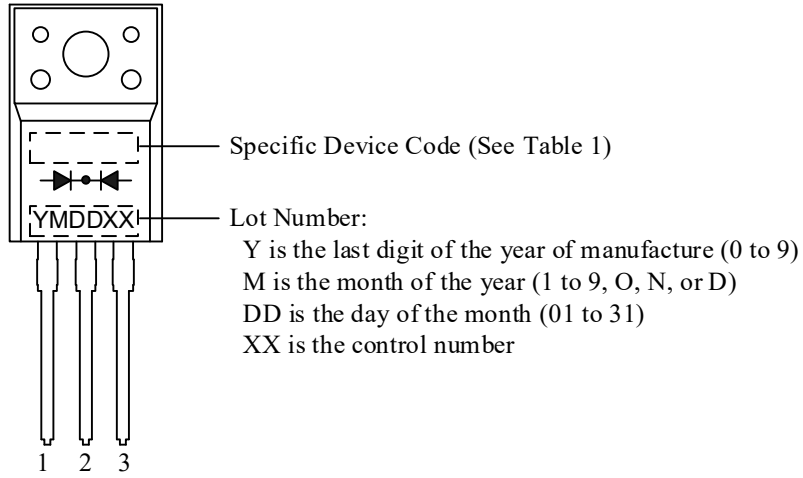 Specific Device Code (See Table 1)
YMDDXX
Lot Number:
Y is the last digit of the year of manufacture (0 to 9)
M is the month of the year (1 to 9, O, N, or D)
DD is the day of the month (01 to 31)
XX is the control number
1 2 3